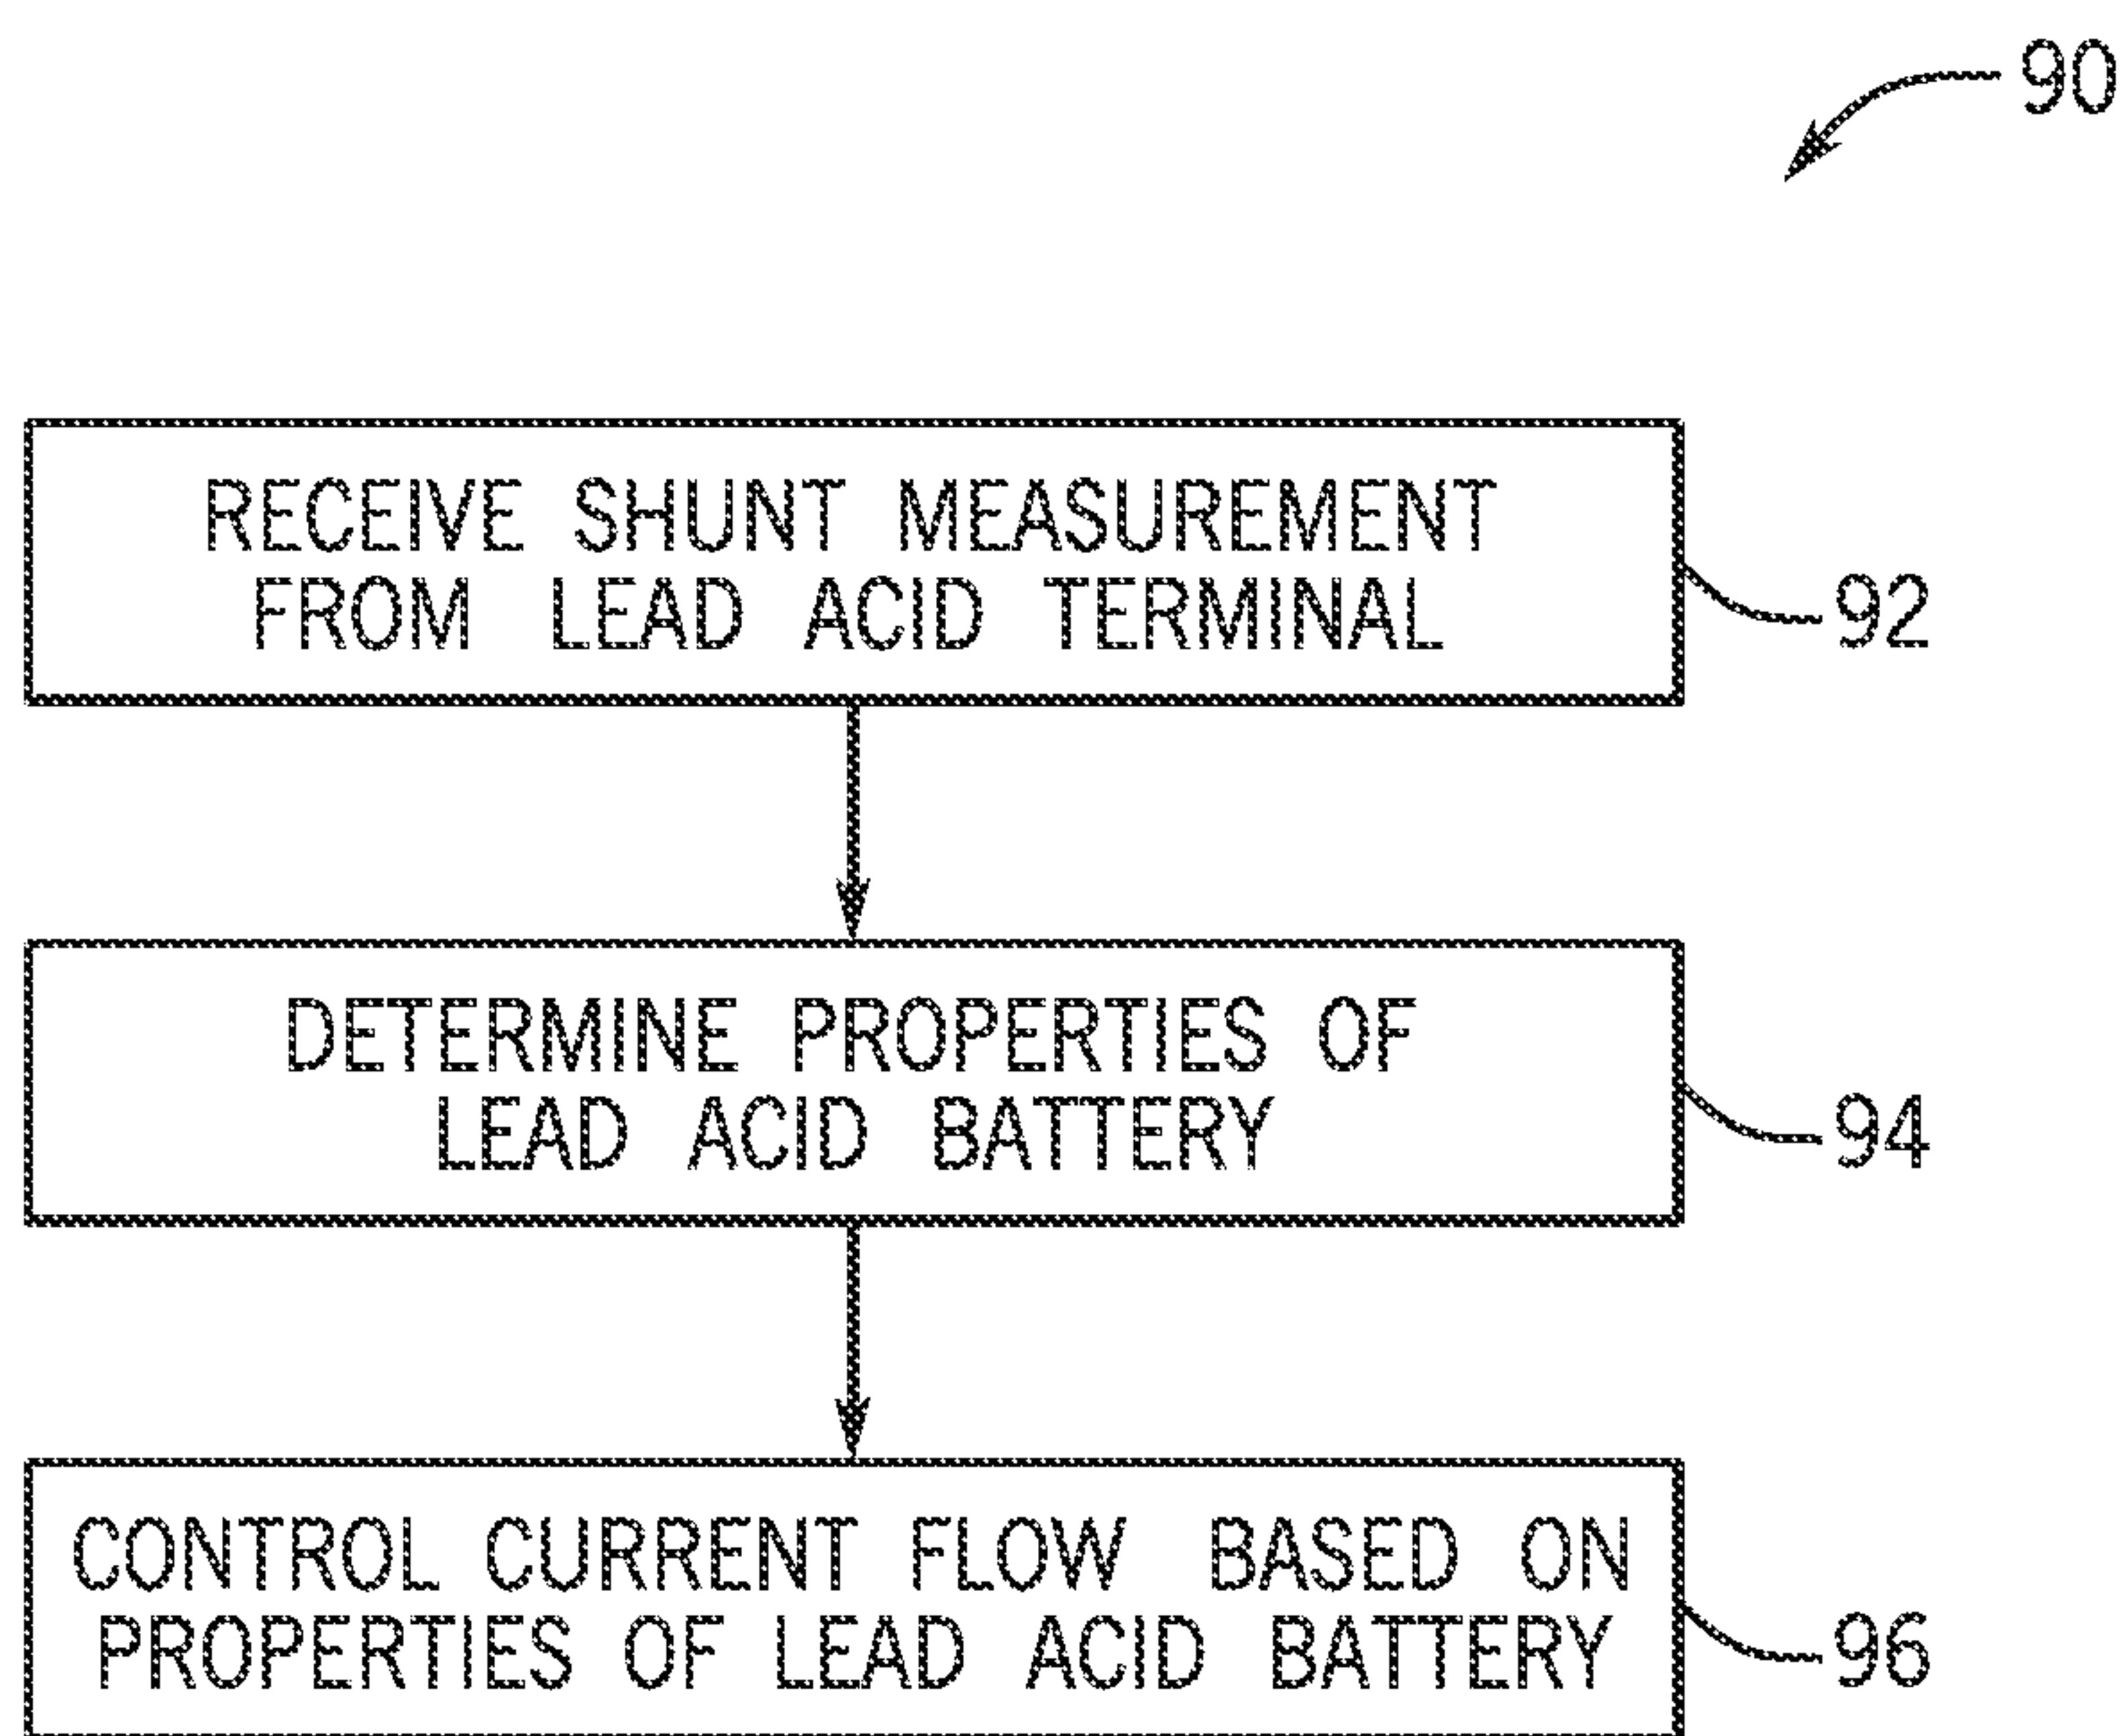 90
RECEIVE SHUNT MEASUREMENT
FROM LEAD ACID TERMINAL
92
DETERMINE PROPERTIES OF
LEAD ACID BATTERY
94
CONTROL CURRENT FLOW BASED ON
PROPERTIES OF LEAD ACID BATTERY
96